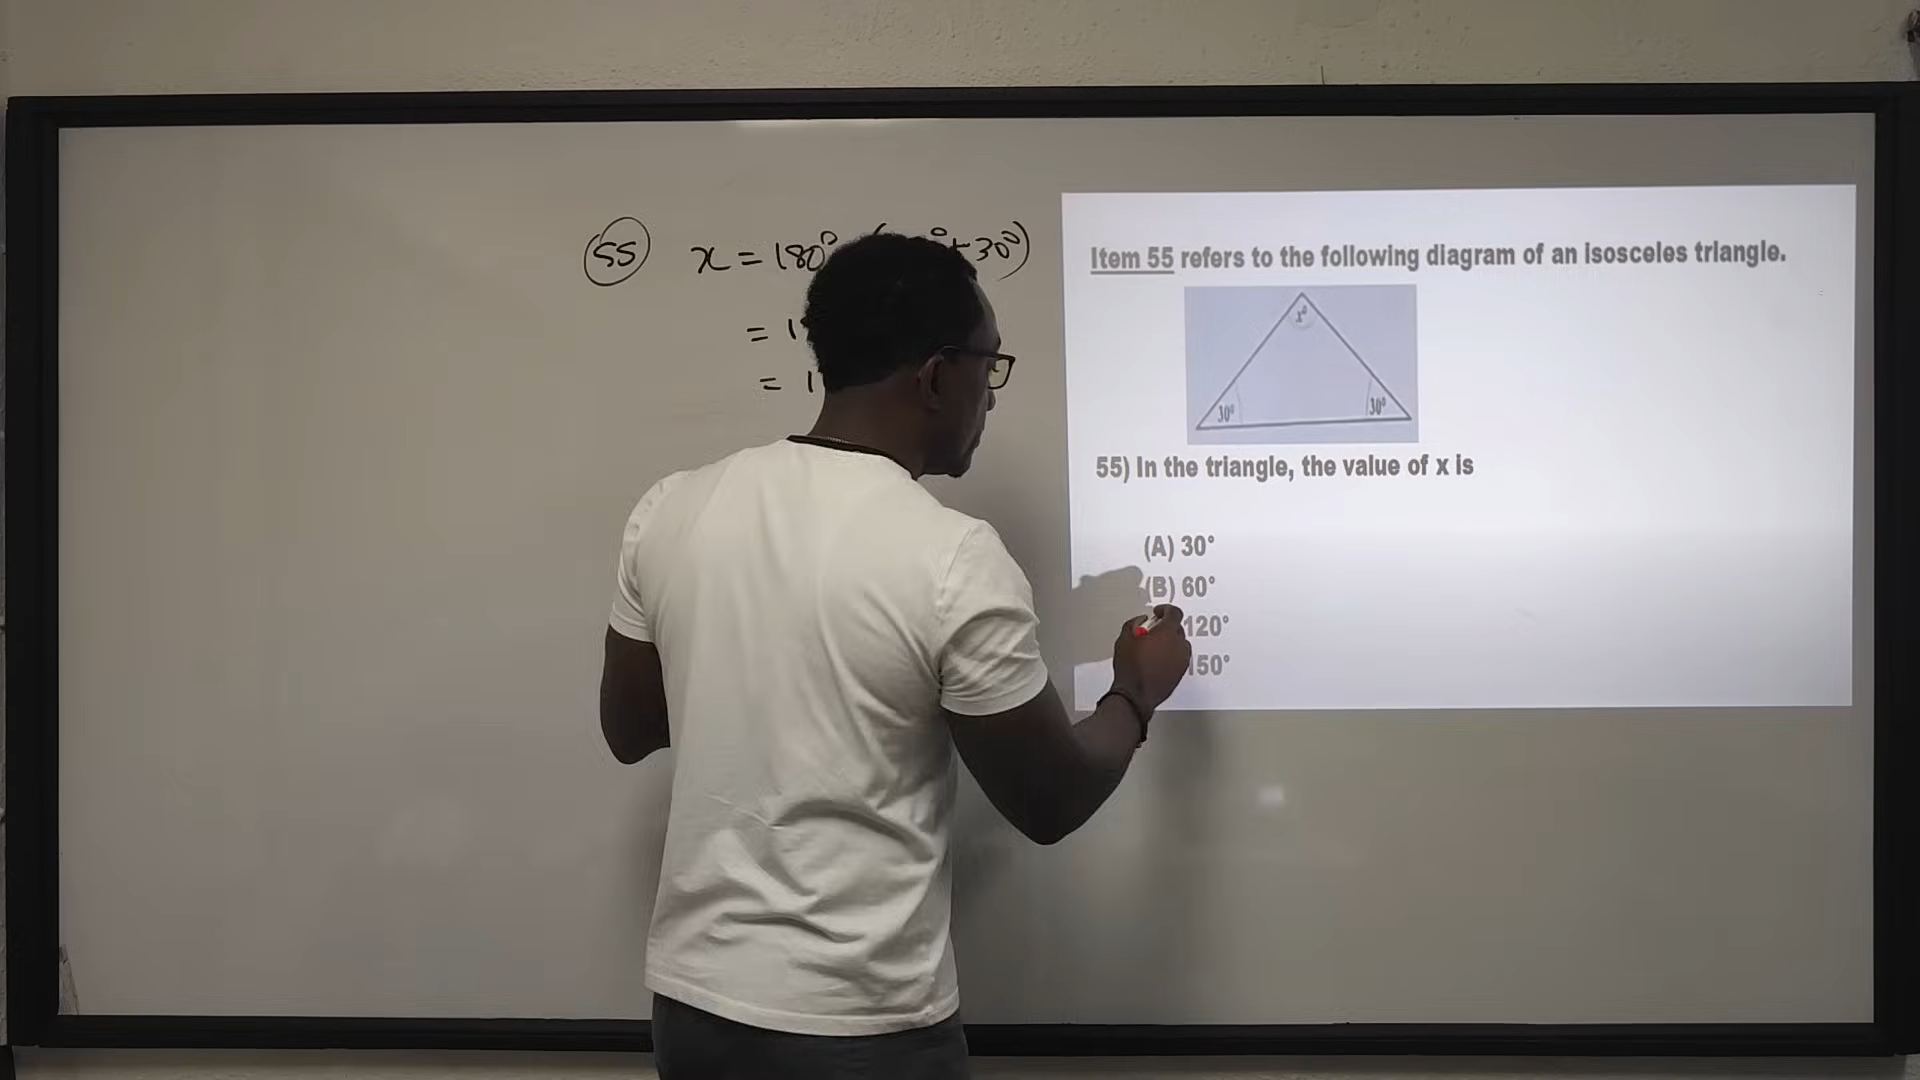 55 x = 180° ( ° + 30°)
= 1
= 1
Item 55 refers to the following diagram of an isosceles triangle.
x°
30° 30°
55) In the triangle, the value of x is
(A) 30°
(B) 60°
120°
150°